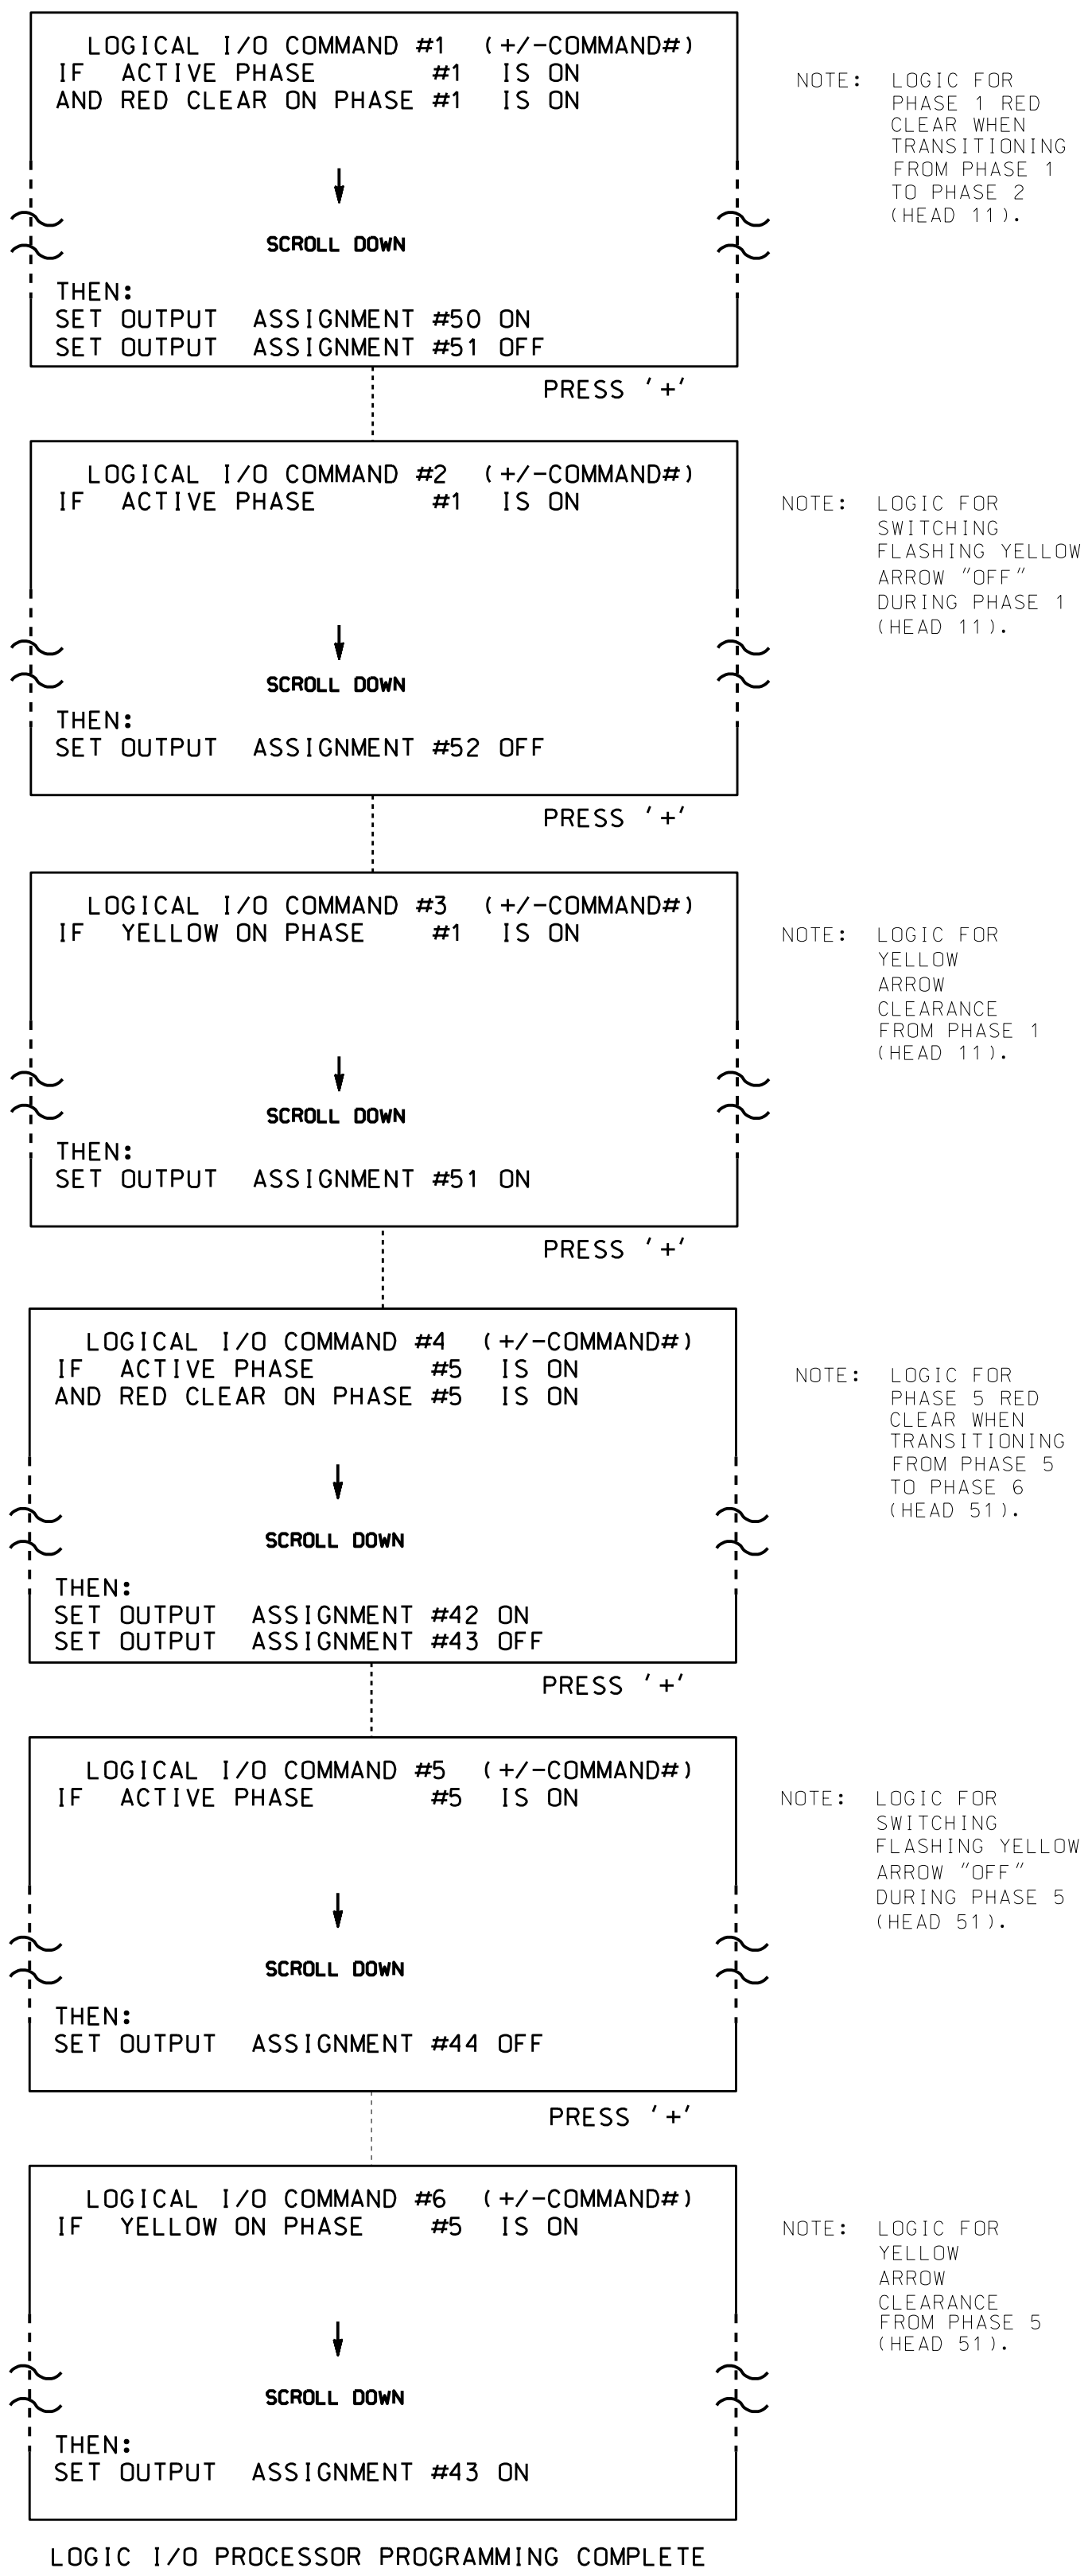 LOGICAL I/O COMMAND #1 (+/-COMMAND#)
IF ACTIVE PHASE #1 IS ON
AND RED CLEAR ON PHASE #1 IS ON
NOTE: LOGIC FOR
PHASE 1 RED
CLEAR WHEN
TRANSITIONING
FROM PHASE 1
TO PHASE 2
(HEAD 11).
SCROLL DOWN
THEN:
SET OUTPUT ASSIGNMENT #50 ON
SET OUTPUT ASSIGNMENT #51 OFF
PRESS '+'
LOGICAL I/O COMMAND #2 (+/-COMMAND#)
IF ACTIVE PHASE #1 IS ON
NOTE: LOGIC FOR
SWITCHING
FLASHING YELLOW
ARROW "OFF"
DURING PHASE 1
(HEAD 11).
SCROLL DOWN
THEN:
SET OUTPUT ASSIGNMENT #52 OFF
PRESS '+'
LOGICAL I/O COMMAND #3 (+/-COMMAND#)
IF YELLOW ON PHASE #1 IS ON
NOTE: LOGIC FOR
YELLOW
ARROW
CLEARANCE
FROM PHASE 1
(HEAD 11).
SCROLL DOWN
THEN:
SET OUTPUT ASSIGNMENT #51 ON
PRESS '+'
LOGICAL I/O COMMAND #4 (+/-COMMAND#)
IF ACTIVE PHASE #5 IS ON
AND RED CLEAR ON PHASE #5 IS ON
NOTE: LOGIC FOR
PHASE 5 RED
CLEAR WHEN
TRANSITIONING
FROM PHASE 5
TO PHASE 6
(HEAD 51).
SCROLL DOWN
THEN:
SET OUTPUT ASSIGNMENT #42 ON
SET OUTPUT ASSIGNMENT #43 OFF
PRESS '+'
LOGICAL I/O COMMAND #5 (+/-COMMAND#)
IF ACTIVE PHASE #5 IS ON
NOTE: LOGIC FOR
SWITCHING
FLASHING YELLOW
ARROW "OFF"
DURING PHASE 5
(HEAD 51).
SCROLL DOWN
THEN:
SET OUTPUT ASSIGNMENT #44 OFF
PRESS '+'
LOGICAL I/O COMMAND #6 (+/-COMMAND#)
IF YELLOW ON PHASE #5 IS ON
NOTE: LOGIC FOR
YELLOW
ARROW
CLEARANCE
FROM PHASE 5
(HEAD 51).
SCROLL DOWN
THEN:
SET OUTPUT ASSIGNMENT #43 ON
LOGIC I/O PROCESSOR PROGRAMMING COMPLETE